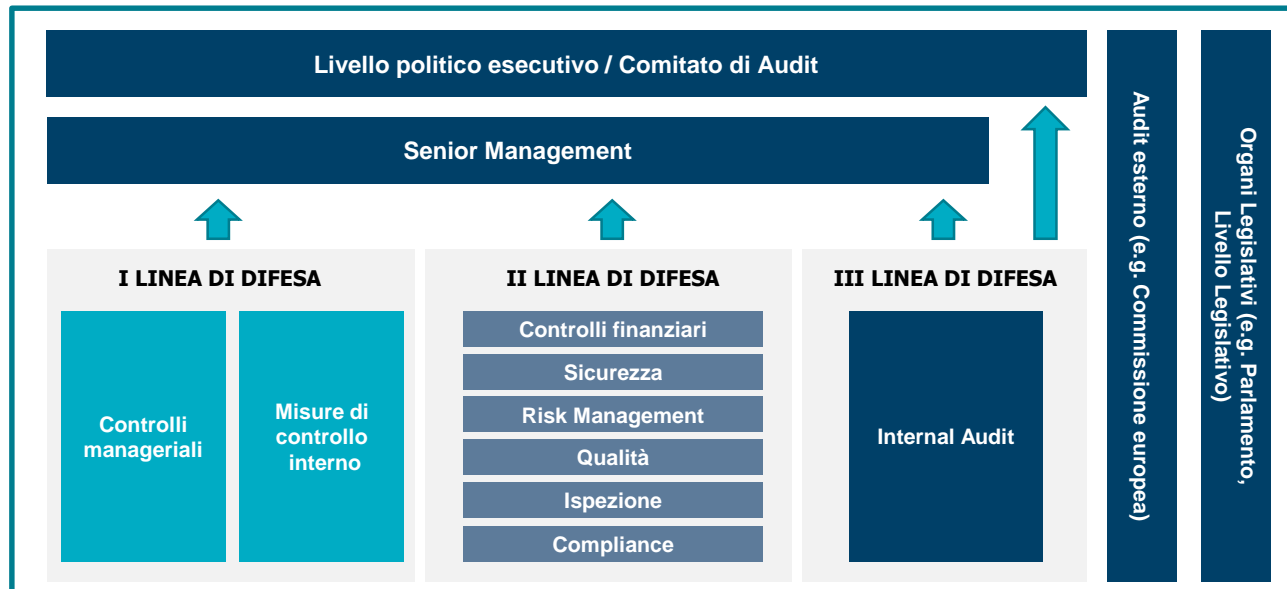 Livello politico esecutivo / Comitato di Audit
Senior Management
I LINEA DI DIFESA
Controlli
manageriali
Misure di
controllo
interno
II LINEA DI DIFESA
Controlli finanziari
Sicurezza
Risk Management
Qualità
Ispezione
Compliance
III LINEA DI DIFESA
Internal Audit
Audit esterno (e.g. Commissione europea)
Organi Legislativi (e.g. Parlamento,
Livello Legislativo)